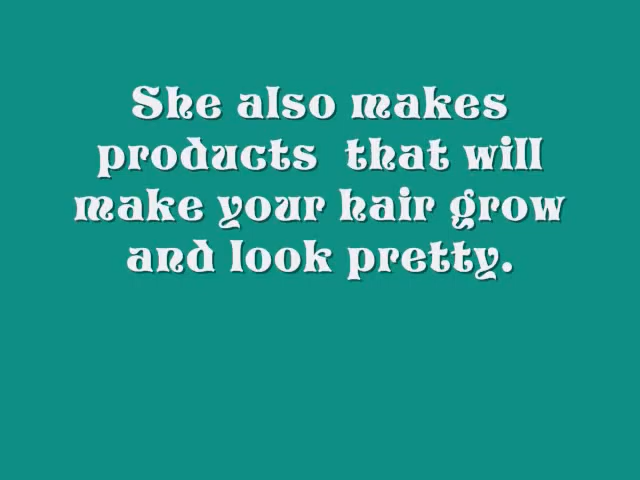 She also makes
products  that will
make your hair grow
and look pretty.